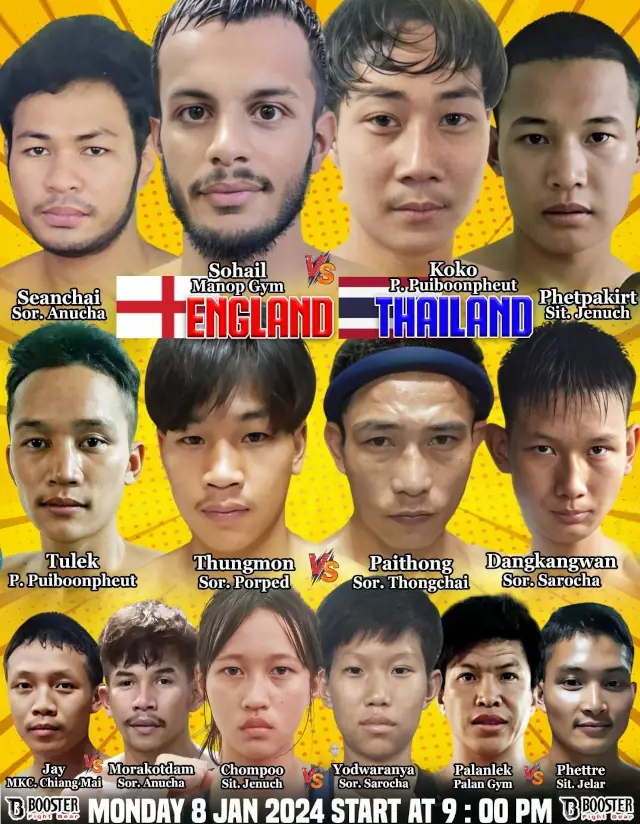 Sohail
VS
Koko
Manop Gym
P. Puiboonpheut
Seanchai
Sor. Anucha
ENGLAND
THAILAND
Phetpakirt
Sit. Jenuch
Tulek
P. Puiboonpheut
Thungmon
Sor. Porped
VS
Paithong
Sor. Thongchai
Dangkangwan
Sor. Sarocha
Jay
MKC. Chiang-Mai
VS
Morakotdam
Sor. Anucha
Chompoo
Sit. Jenuch
VS
Yodwaranya
Sor. Sarocha
Palanlek
Palan Gym
VS
Phettre
Sit. Jelar
BOOSTER
Fight Gear
MONDAY 8 JAN 2024 START AT 9 : 00 PM
BOOSTER
Fight Gear